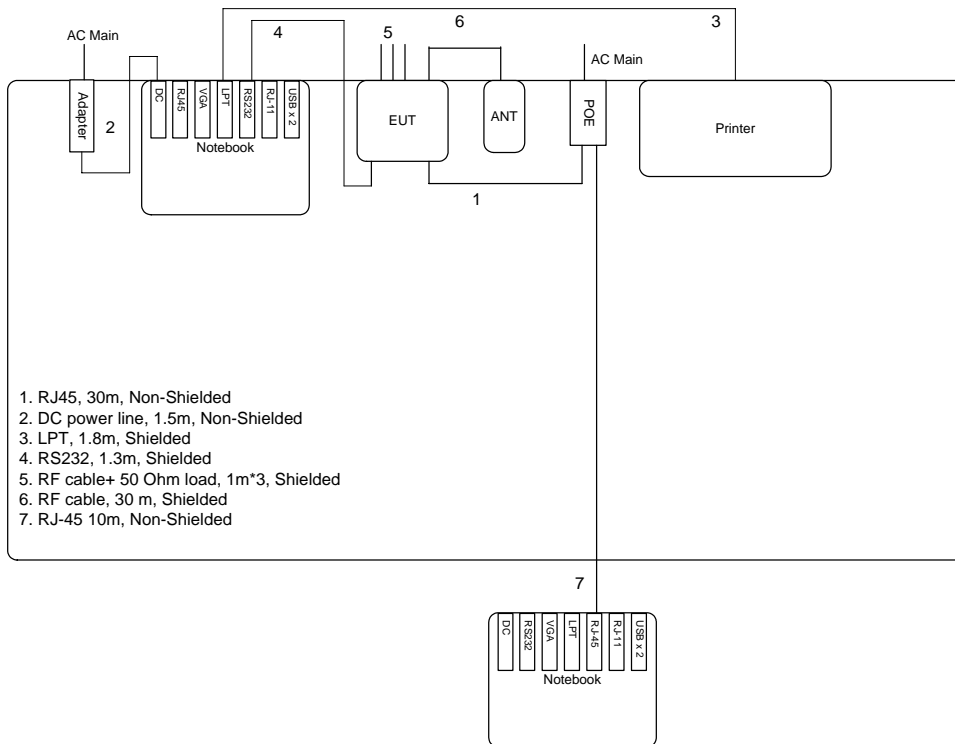 5
6
3
4
AC Main
AC Main
Adapter
2
DC
RJ45
VGA
LPT
RS232
RJ-11
USB x 2
Notebook
EUT
ANT
POE
Printer
1
1. RJ45, 30m, Non-Shielded
2. DC power line, 1.5m, Non-Shielded
3. LPT, 1.8m, Shielded
4. RS232, 1.3m, Shielded
5. RF cable+ 50 Ohm load, 1m*3, Shielded
6. RF cable, 30 m, Shielded
7. RJ-45 10m, Non-Shielded
7
DC
RS232
VGA
LPT
RJ-45
RJ-11
USB x 2
Notebook